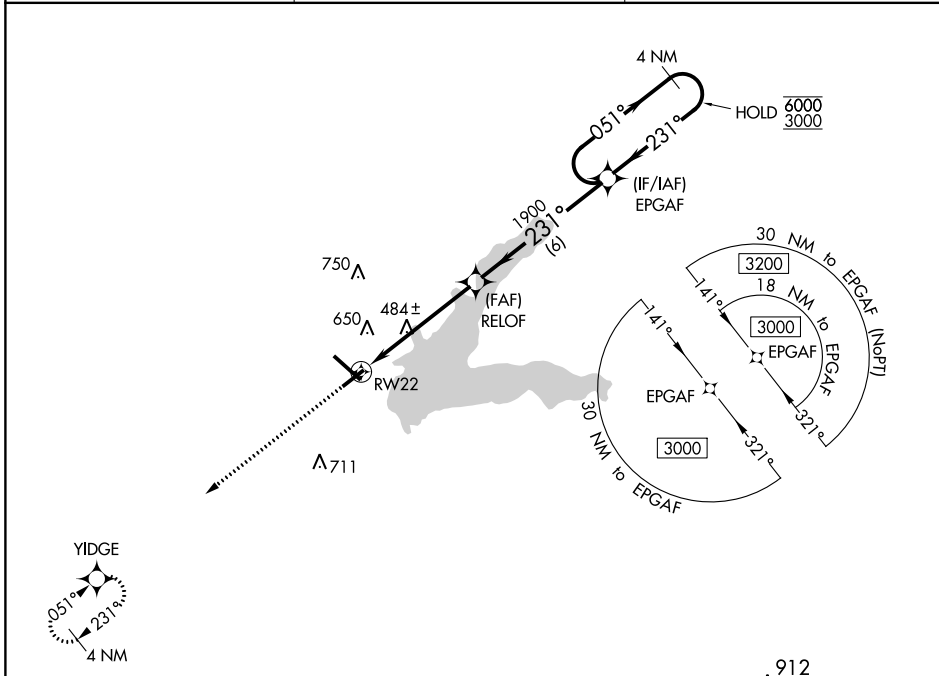 4 NM
HOLD 6000
3000
051°
231°
(IF/IAF)
EPGAF
1900
231°
(6)
30 NM to EPGAF (NoPT)
3200
18 NM to EPGAF
141°
3000
EPGAF
321°
750
(FAF)
RELOF
484±
650
141°
RW22
EPGAF
30 NM to EPGAF
3000
321°
711
YIDGE
051°
231°
4 NM
.912